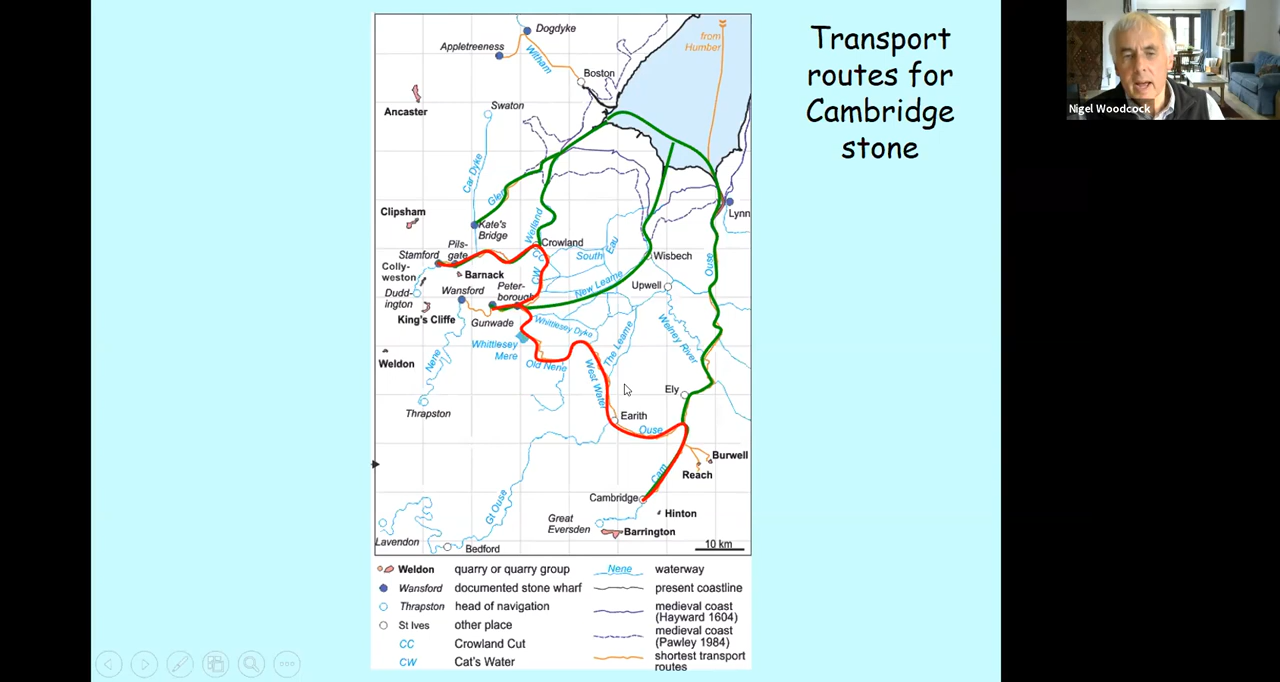 Transport
routes for
Cambridge
stone
Nigel Woodcock
Dogdyke
Appletreeness
Witham
from
Humber
Boston
Ancaster
Swaton
Car Dyke
Glen
Clipsham
Kate's
Bridge
Welland
Lynn
Crowland
Stamford
Pils-
gate
CC
South
Eau
Wisbech
Ouse
Colly-
weston
Barnack
CW
Wansford
Peter-
borough
New Leame
Upwell
Dudd-
ington
King's Cliffe
Gunwade
Whittlesey Dyke
Whittlesey
Mere
The Leame
Welney River
Weldon
Nene
Old Nene
West Water
Ely
Thrapston
Earith
Ouse
Burwell
Reach
Cam
Gt Ouse
Cambridge
Hinton
Great
Eversden
Barrington
Lavendon
Bedford
10 km
Weldon quarry or quarry group
Wansford documented stone wharf
Thrapston head of navigation
St Ives other place
CC Crowland Cut
CW Cat's Water
Nene waterway
present coastline
medieval coast
(Hayward 1604)
medieval coast
(Pawley 1984)
shortest transport
routes